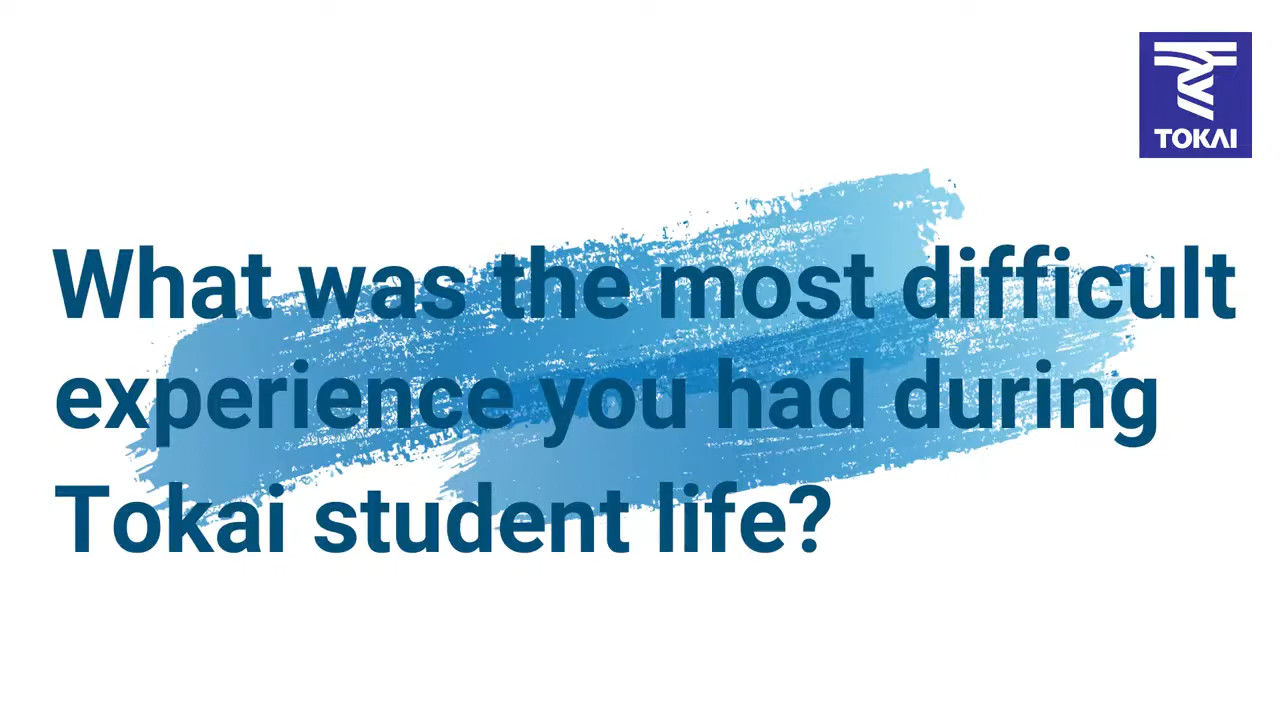 TOKAI
What was the most difficult
experience you had during
Tokai student life?